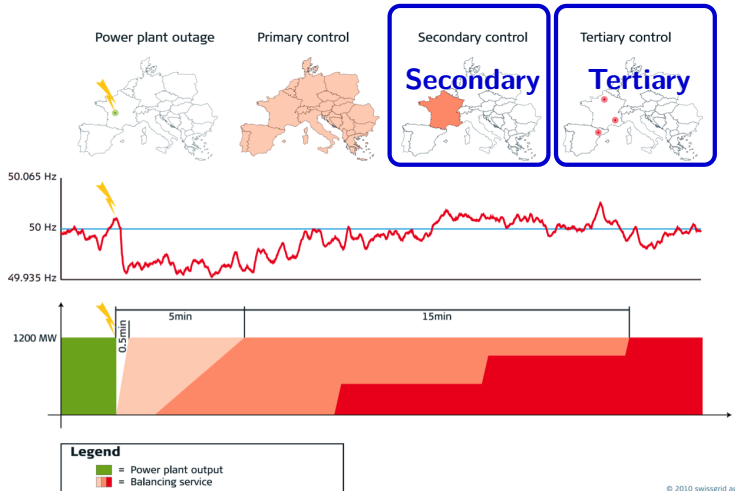 Power plant outage
Primary control
Secondary control
Tertiary control
Secondary
Tertiary
50.065 Hz
50 Hz
49.935 Hz
5min
15min
0.5min
1200 MW
Legend
= Power plant output
= Balancing service
© 2010 swissgrid ag